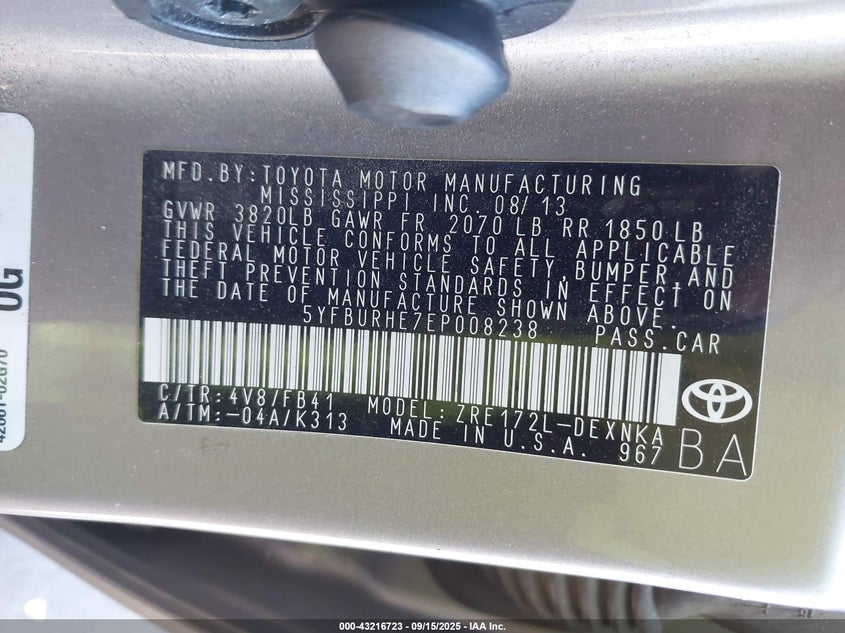 MFD.BY:TOYOTA MOTOR MANUFACTURING
MISSISSIPPI INC. 08/13
GVWR 3820LB GAWR FR 2070 LB RR 1850 LB
THIS VEHICLE CONFORMS TO ALL APPLICABLE
FEDERAL MOTOR VEHICLE SAFETY,BUMPER,AND
THEFT PREVENTION STANDARDS IN EFFECT ON
THE DATE OF MANUFACTURE SHOWN ABOVE.
5YFBURHE7EP008238 PASS.CAR
C/TR:4V8/FB41 MODEL:ZRE172L-DEXNKA
A/TM:-04A/K313 MADE IN U.S.A. 967
BA
0G
000-43216723 - 09/15/2025 - IAA Inc.